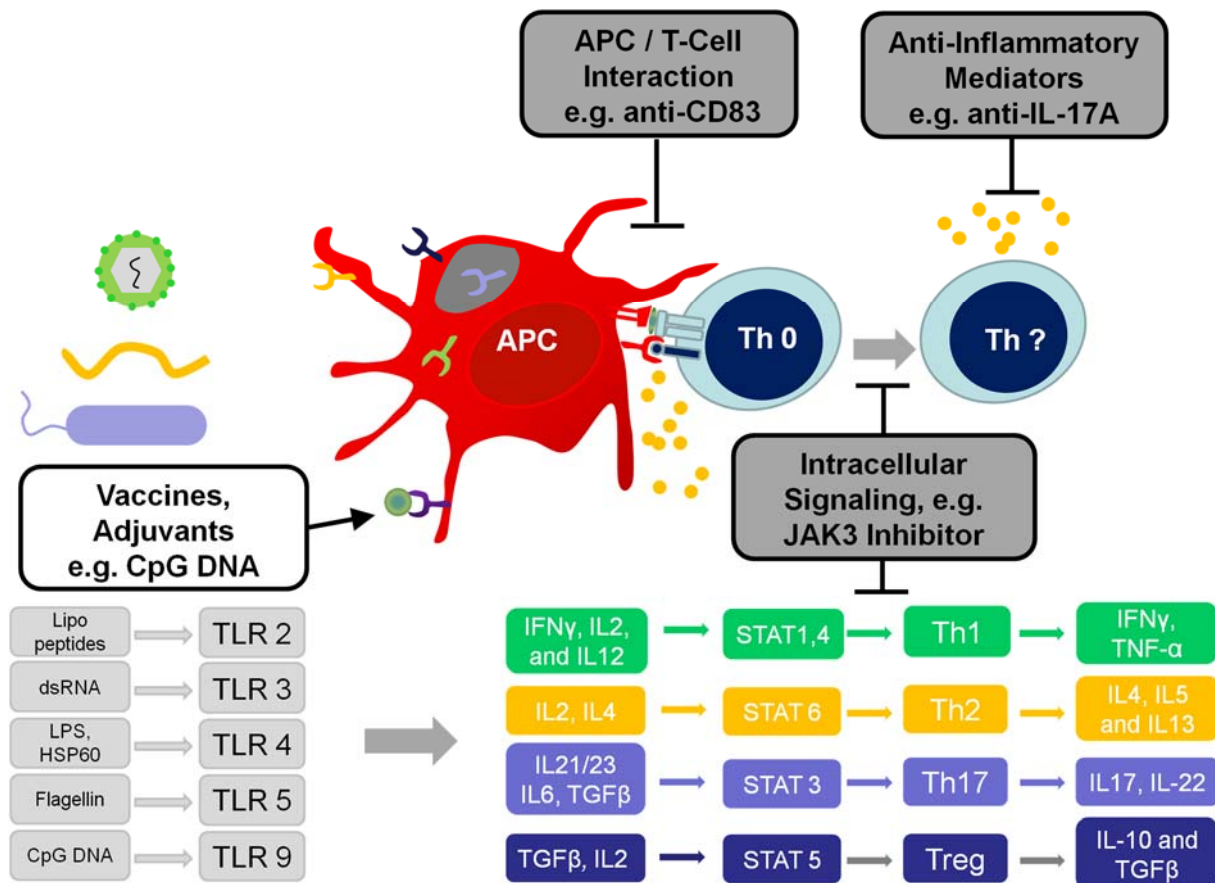 APC / T-Cell
Interaction
e.g. anti-CD83
Anti-Inflammatory
Mediators
e.g. anti-IL-17A
APC
Th 0
Th ?
Vaccines,
Adjuvants
e.g. CpG DNA
Intracellular
Signaling, e.g.
JAK3 Inhibitor
Lipo
peptides
TLR 2
dsRNA
TLR 3
LPS,
HSP60
TLR 4
Flagellin
TLR 5
CpG DNA
TLR 9
IFNγ, IL2,
and IL12
STAT1,4
Th1
IFNγ,
TNF-α
IL2, IL4
STAT 6
Th2
IL4, IL5
and IL13
IL21/23
IL6, TGFβ
STAT 3
Th17
IL17, IL-22
TGFβ, IL2
STAT 5
Treg
IL-10 and
TGFβ